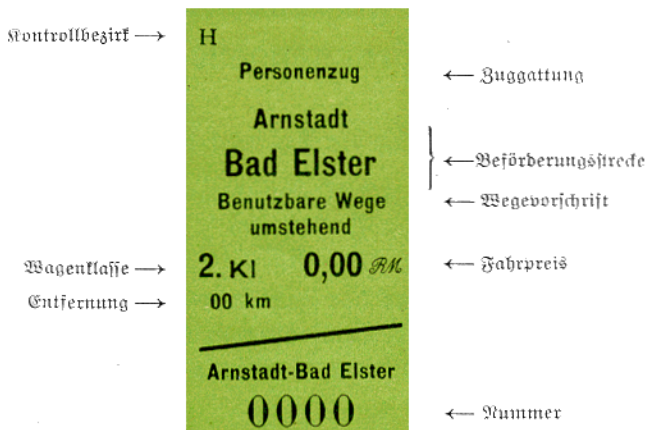 Kontrollbezirk → H
Personenzug ← Zuggattung
Arnstadt
Bad Elster ← Beförderungsstrecke
Benutzbare Wege ← Wegevorschrift
umstehend
Wagenklasse → 2. Kl 0,00 RM ← Fahrpreis
Entfernung → 00 km
Arnstadt-Bad Elster
0000 ← Nummer